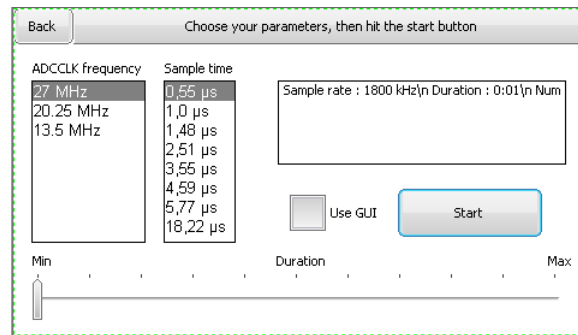 Back
Choose your parameters, then hit the start button
ADCCLK frequency
Sample time
27 MHz
20.25 MHz
13.5 MHz
0,55 µs
1,0 µs
1,48 µs
2,51 µs
3,55 µs
4,59 µs
5,77 µs
18,22 µs
Sample rate : 1800 kHz\n Duration : 0:01\n Num
Use GUI
Start
Min
Duration
Max